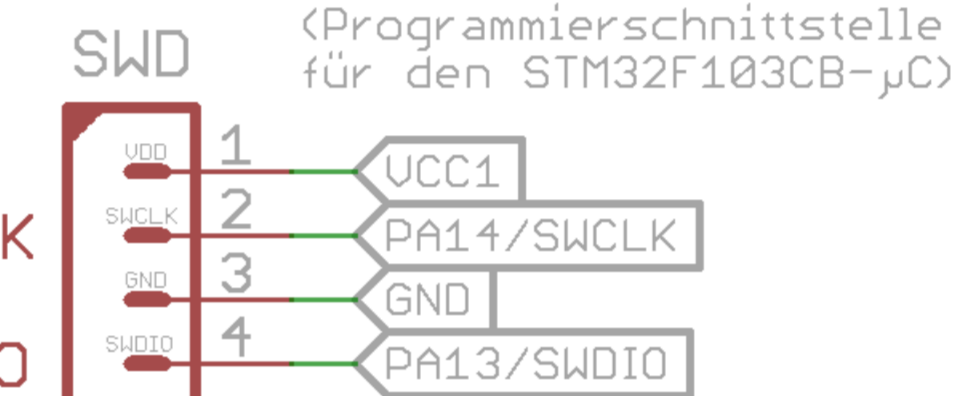 SWD
(Programmierschnittstelle
für den STM32F103CB-µC)
VDD 1 VCC1
SWCLK 2 PA14/SWCLK
K
GND 3 GND
SWDIO 4 PA13/SWDIO
O